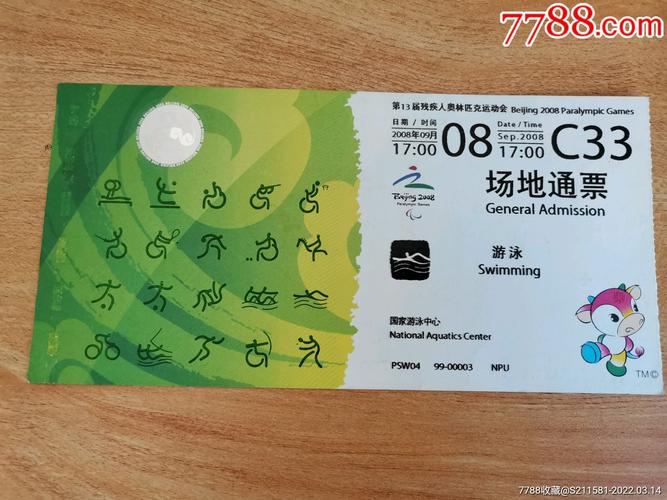 7788.com
第13届残疾人奥林匹克运动会 Beijing 2008 Paralympic Games
日期 / 时间
2008年09月
17:00
08
Date / Time
Sep.2008
17:00
C33
Beijing 2008
Paralympic Games
场地通票
General Admission
游泳
Swimming
国家游泳中心
National Aquatics Center
PSW04 99-00003 NPU
TM©
7788收藏@S211581-2022.03.14